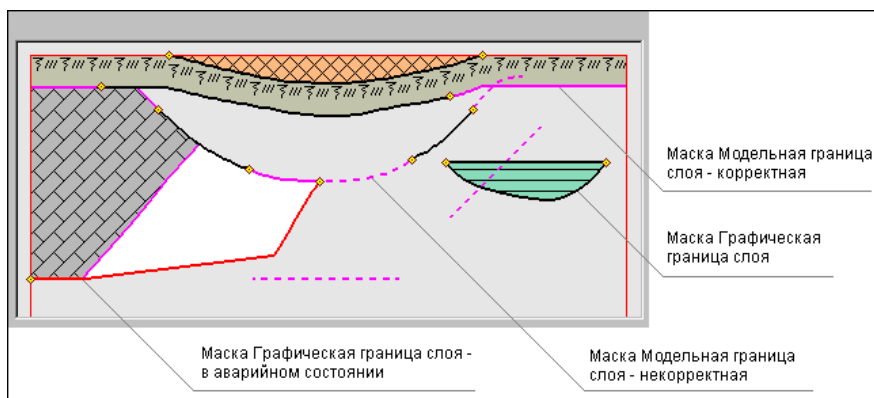 Маска Модельная граница
слоя - корректная
Маска Графическая
граница слоя
Маска Графическая граница слоя -
в аварийном состоянии
Маска Модельная граница
слоя - некорректная